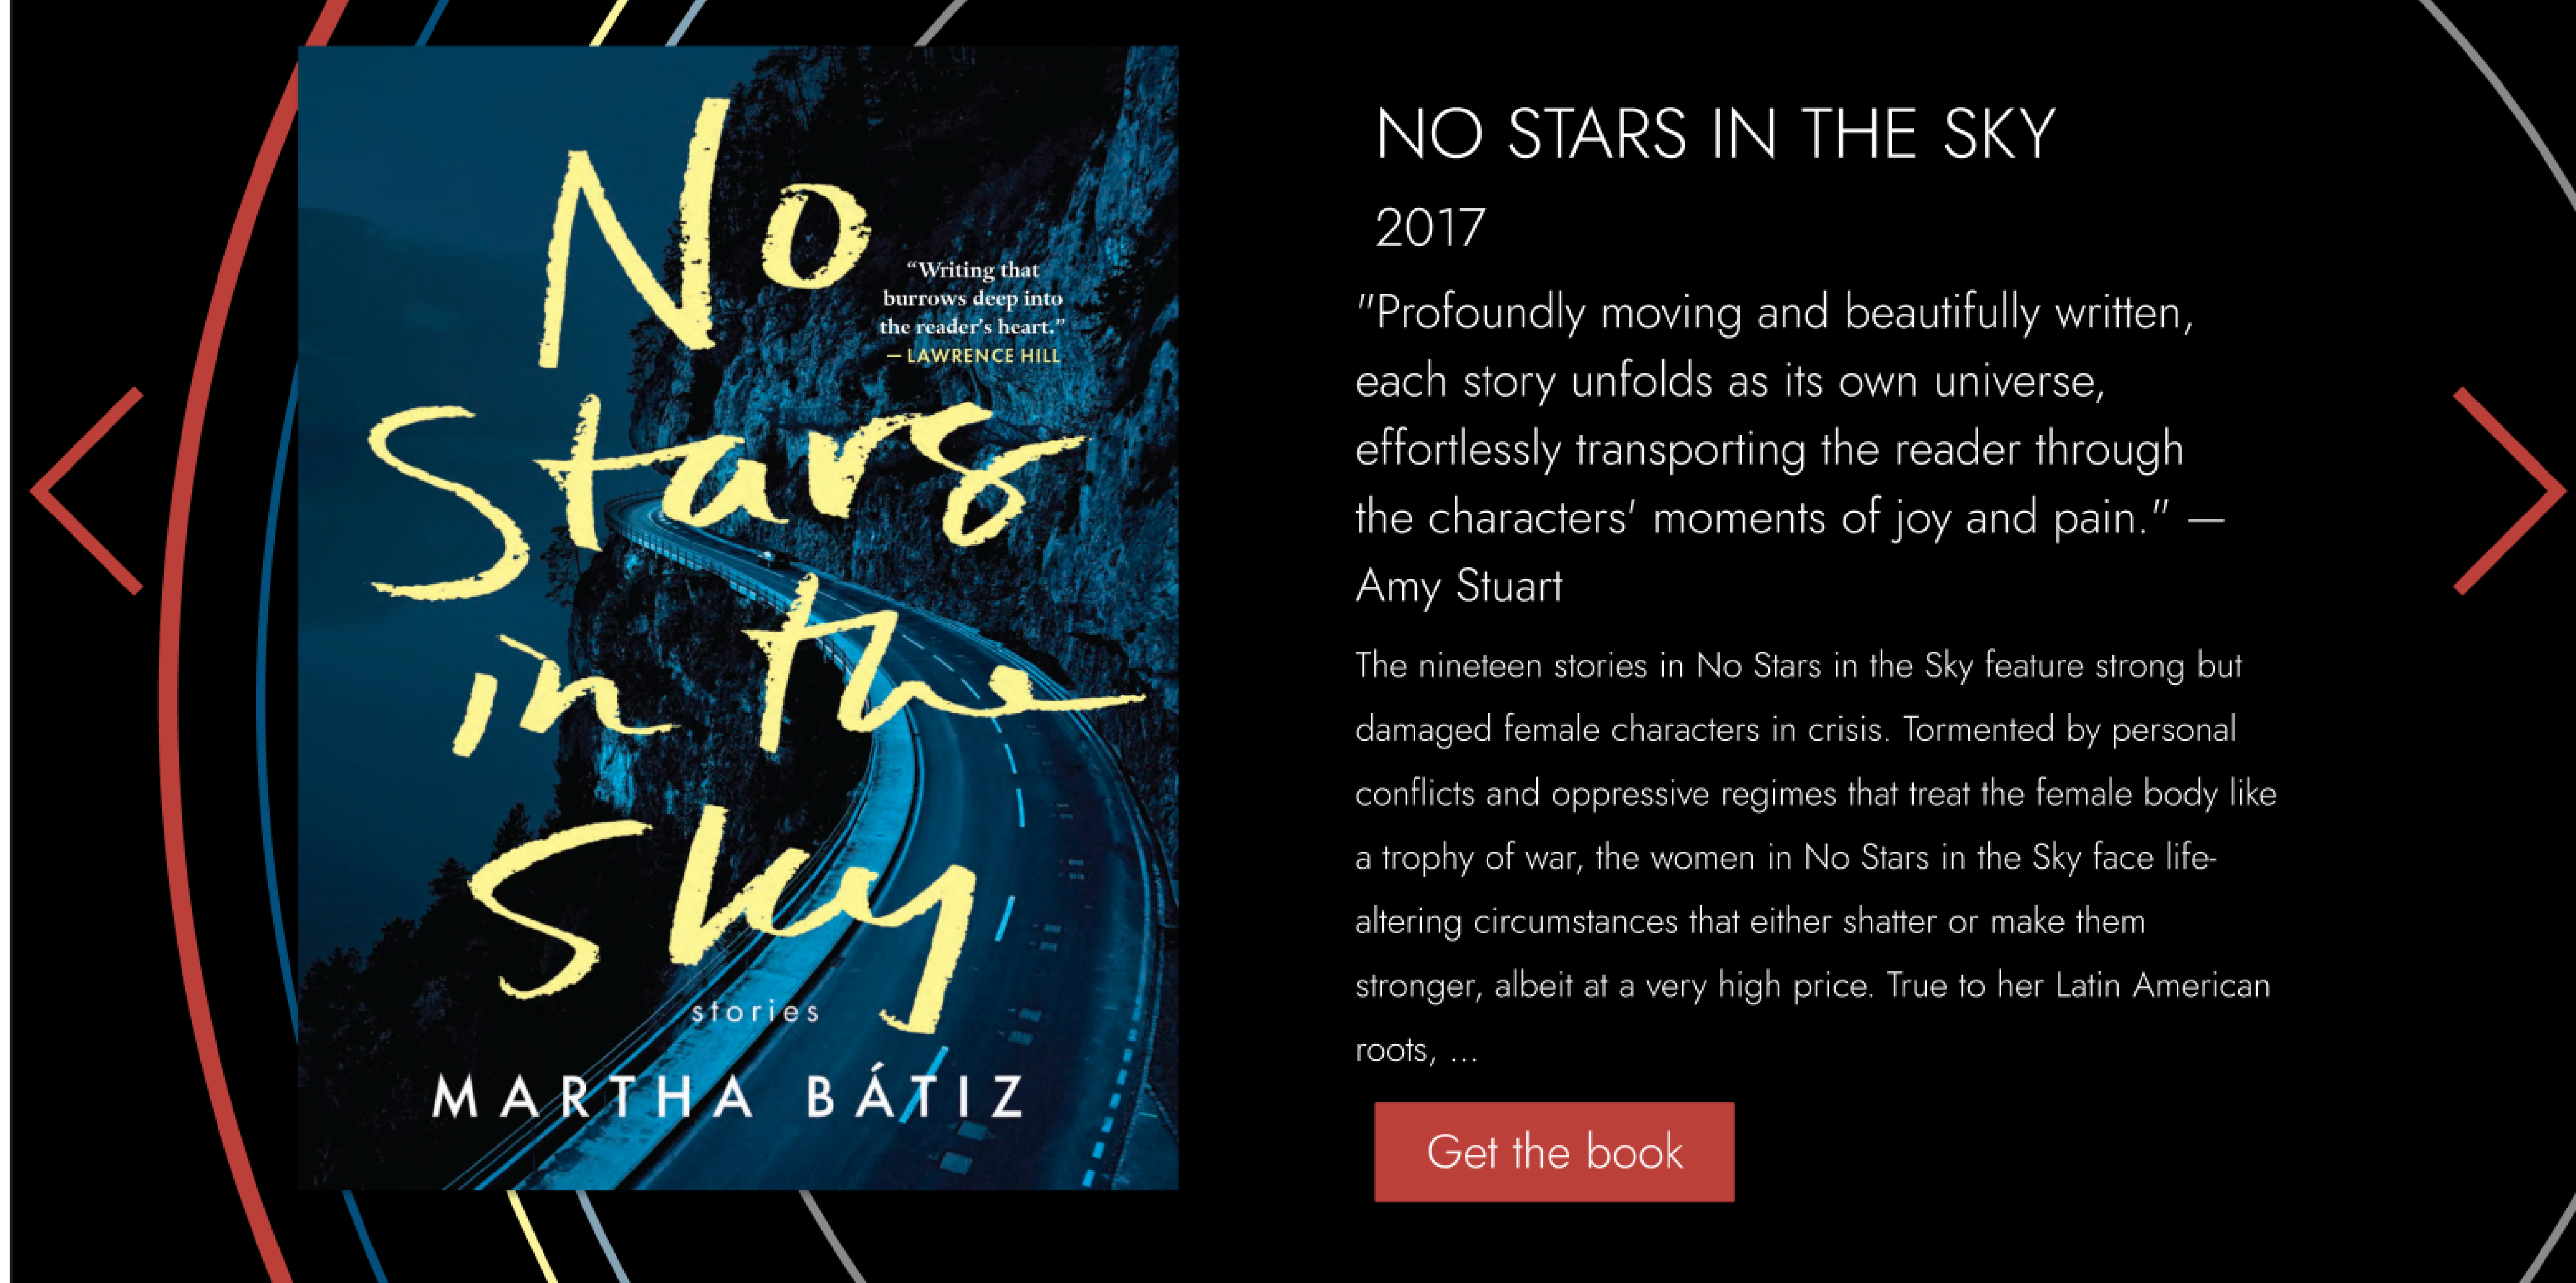 No
Stars
in the
Sky
“Writing that
burrows deep into
the reader’s heart.”
— LAWRENCE HILL
stories
MARTHA BÁTIZ
NO STARS IN THE SKY
2017
"Profoundly moving and beautifully written,
each story unfolds as its own universe,
effortlessly transporting the reader through
the characters' moments of joy and pain." —
Amy Stuart
The nineteen stories in No Stars in the Sky feature strong but
damaged female characters in crisis. Tormented by personal
conflicts and oppressive regimes that treat the female body like
a trophy of war, the women in No Stars in the Sky face life-
altering circumstances that either shatter or make them
stronger, albeit at a very high price. True to her Latin American
roots, ...
Get the book